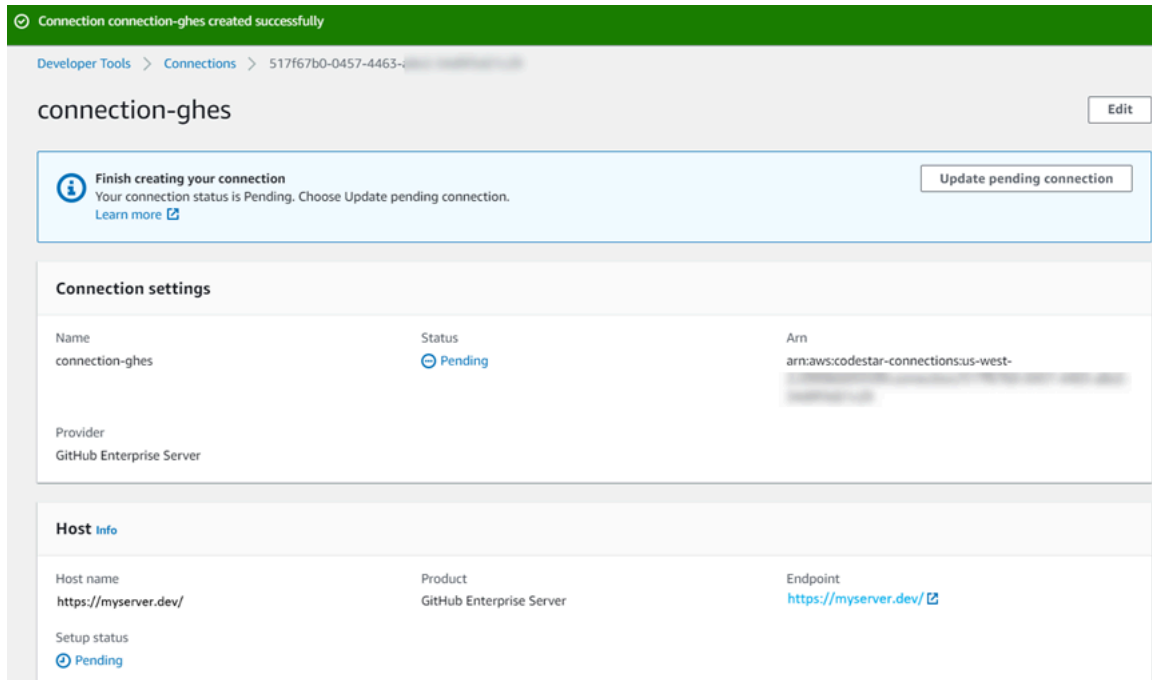 Connection connection-ghes created successfully
Developer Tools > Connections > 517f67b0-0457-4463-
connection-ghes
Edit
Finish creating your connection
Your connection status is Pending. Choose Update pending connection.
Learn more
Update pending connection
Connection settings
Name
Status
Arn
connection-ghes
Pending
arn:aws:codestar-connections:us-west-
Provider
GitHub Enterprise Server
Host Info
Host name
Product
Endpoint
https://myserver.dev/
GitHub Enterprise Server
https://myserver.dev/
Setup status
Pending